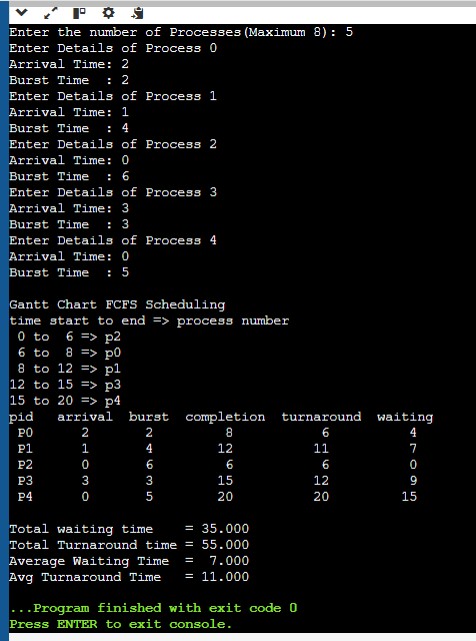 Enter the number of Processes(Maximum 8): 5
Enter Details of Process 0
Arrival Time: 2
Burst Time  : 2
Enter Details of Process 1
Arrival Time: 1
Burst Time  : 4
Enter Details of Process 2
Arrival Time: 0
Burst Time  : 6
Enter Details of Process 3
Arrival Time: 3
Burst Time  : 3
Enter Details of Process 4
Arrival Time: 0
Burst Time  : 5
Gantt Chart FCFS Scheduling
time start to end => process number
0 to  6 => p2
6 to  8 => p0
8 to 12 => p1
12 to 15 => p3
15 to 20 => p4
pid   arrival  burst  completion  turnaround  waiting
P0      2      2       8        6       4
P1      1      4      12       11       7
P2      0      6       6        6       0
P3      3      3      15       12       9
P4      0      5      20       20      15
Total waiting time    = 35.000
Total Turnaround time = 55.000
Average Waiting Time  =  7.000
Avg Turnaround Time   = 11.000
...Program finished with exit code 0
Press ENTER to exit console.